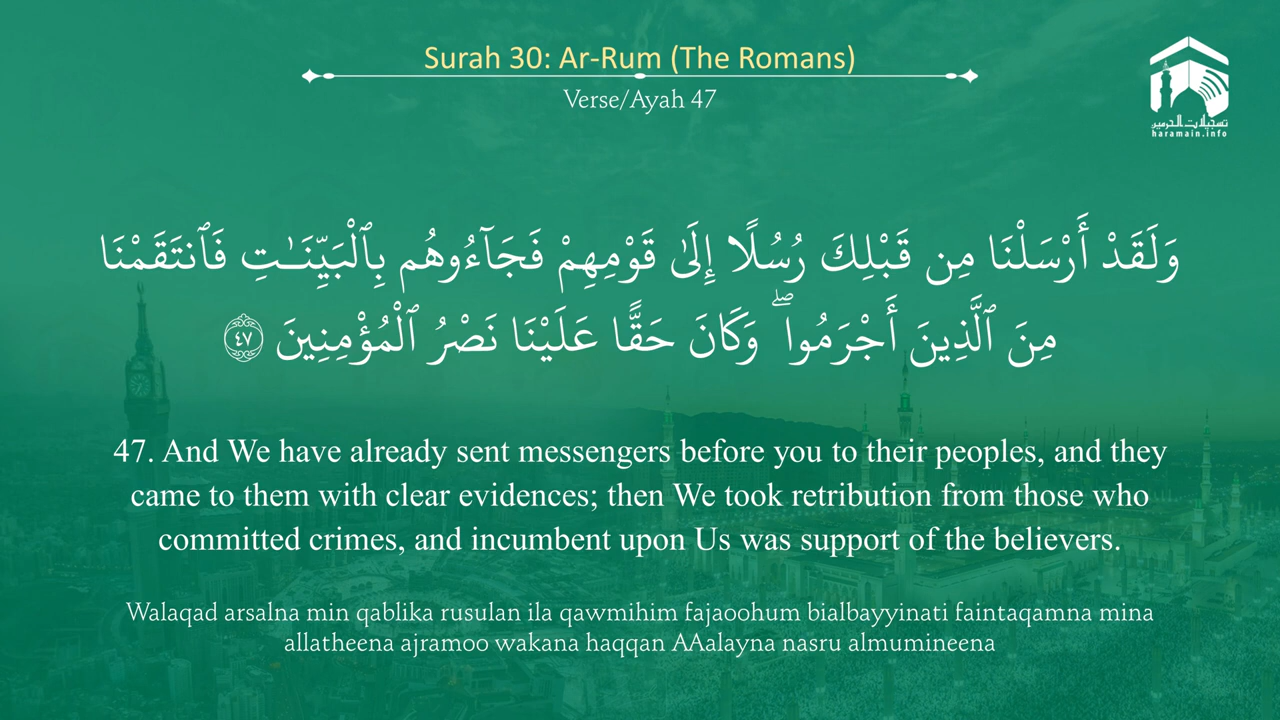 Surah 30: Ar-Rum (The Romans)
Verse/Ayah 47
تسجيلات الحرمين
haramain.info
وَلَقَدْ أَرْسَلْنَا مِن قَبْلِكَ رُسُلًا إِلَىٰ قَوْمِهِمْ فَجَآءُوهُم بِٱلْبَيِّنَـٰتِ فَٱنتَقَمْنَا
مِنَ ٱلَّذِينَ أَجْرَمُوا۟ ۖ وَكَانَ حَقًّا عَلَيْنَا نَصْرُ ٱلْمُؤْمِنِينَ ٤٧
47. And We have already sent messengers before you to their peoples, and they
came to them with clear evidences; then We took retribution from those who
committed crimes, and incumbent upon Us was support of the believers.
Walaqad arsalna min qablika rusulan ila qawmihim fajaoohum bialbayyinati faintaqamna mina
allatheena ajramoo wakana haqqan AAalayna nasru almumineena